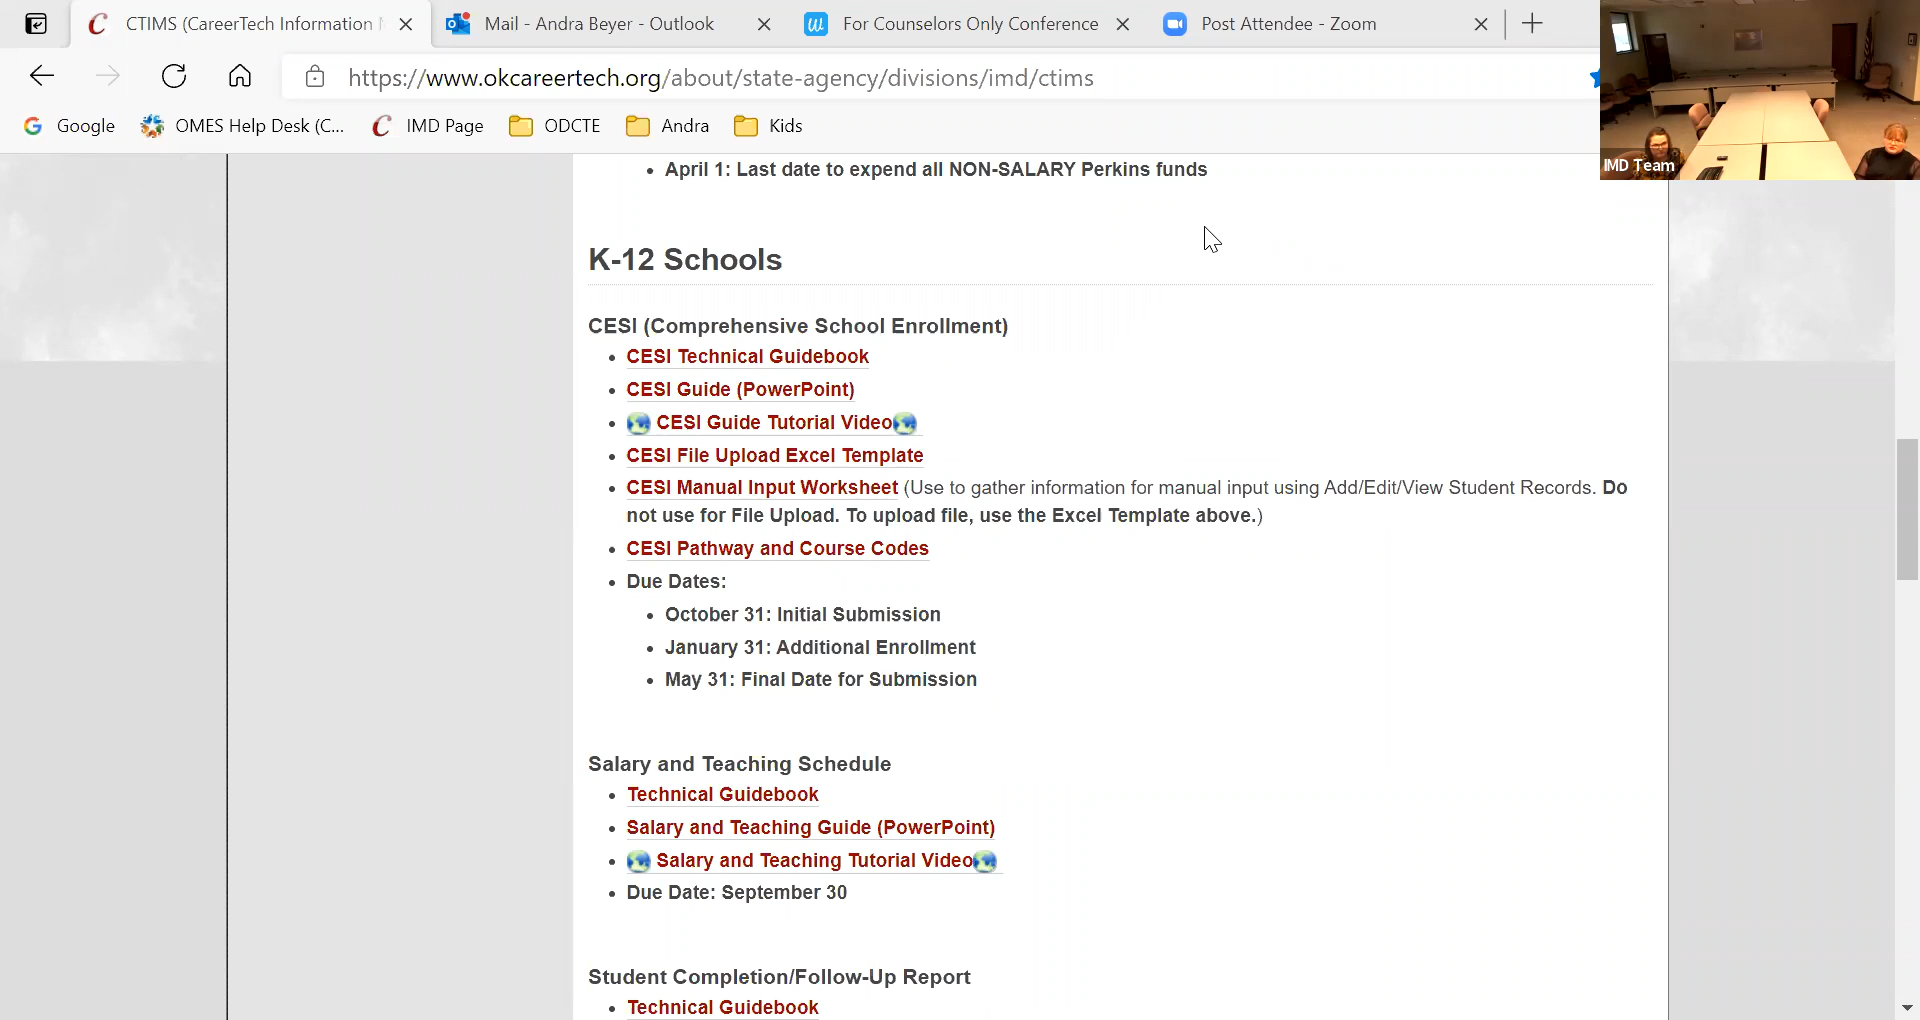 CTIMS (CareerTech Information
Mail - Andra Beyer - Outlook
For Counselors Only Conference
Post Attendee - Zoom
https://www.okcareertech.org/about/state-agency/divisions/imd/ctims
Google
OMES Help Desk (C...
IMD Page
ODCTE
Andra
Kids
IMD Team
April 1: Last date to expend all NON-SALARY Perkins funds
K-12 Schools
CESI (Comprehensive School Enrollment)
CESI Technical Guidebook
CESI Guide (PowerPoint)
CESI Guide Tutorial Video
CESI File Upload Excel Template
CESI Manual Input Worksheet (Use to gather information for manual input using Add/Edit/View Student Records. Do
not use for File Upload. To upload file, use the Excel Template above.)
CESI Pathway and Course Codes
Due Dates:
October 31: Initial Submission
January 31: Additional Enrollment
May 31: Final Date for Submission
Salary and Teaching Schedule
Technical Guidebook
Salary and Teaching Guide (PowerPoint)
Salary and Teaching Tutorial Video
Due Date: September 30
Student Completion/Follow-Up Report
Technical Guidebook